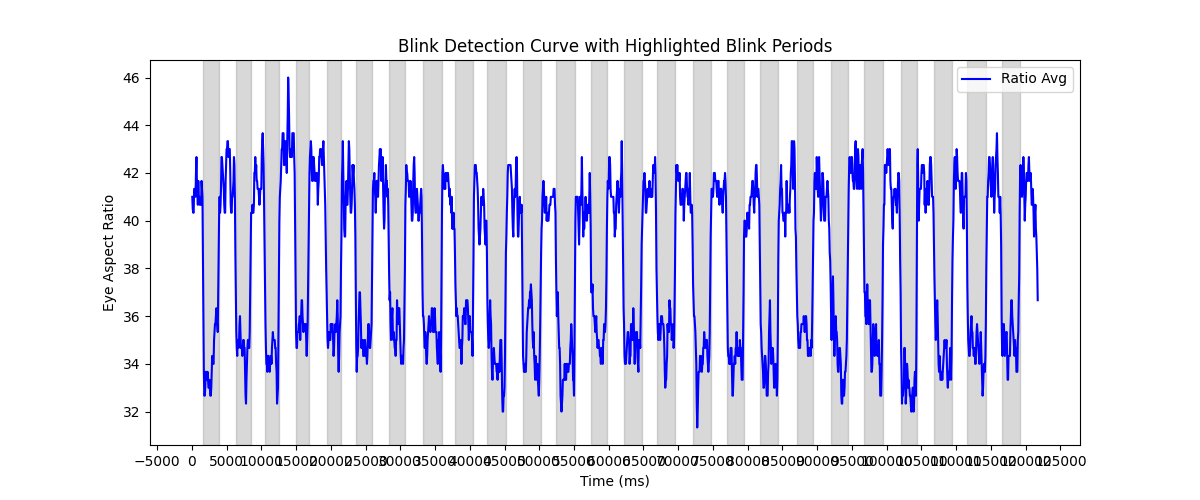 Blink Detection Curve with Highlighted Blink Periods
Ratio Avg
Eye Aspect Ratio
46
44
42
40
38
36
34
32
−5000 0 5000 10000 15000 20000 25000 30000 35000 40000 45000 50000 55000 60000 65000 70000 75000 80000 85000 90000 95000 100000 105000 110000 115000 120000 125000
Time (ms)